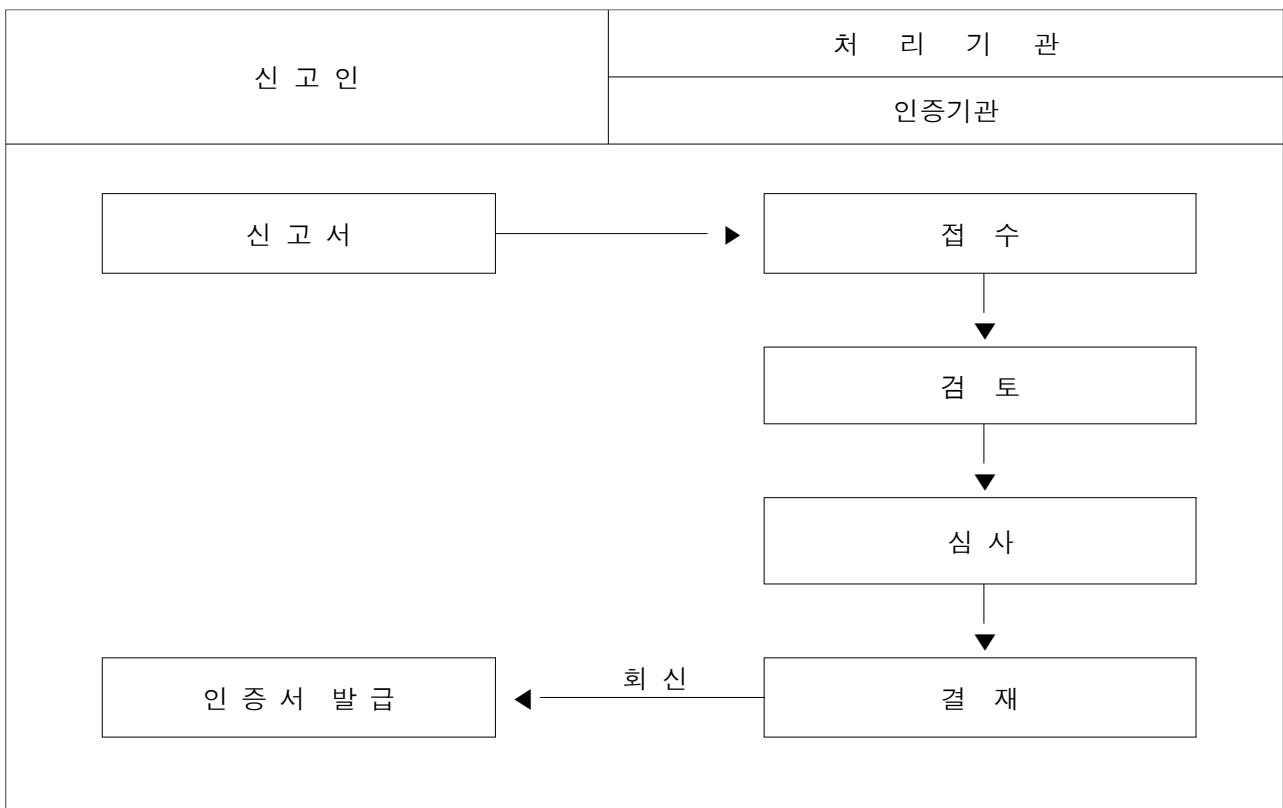 신 고 인
처 리 기 관
인증기관
신 고 서
접 수
검 토
심 사
인 증 서 발 급
회 신
결 재